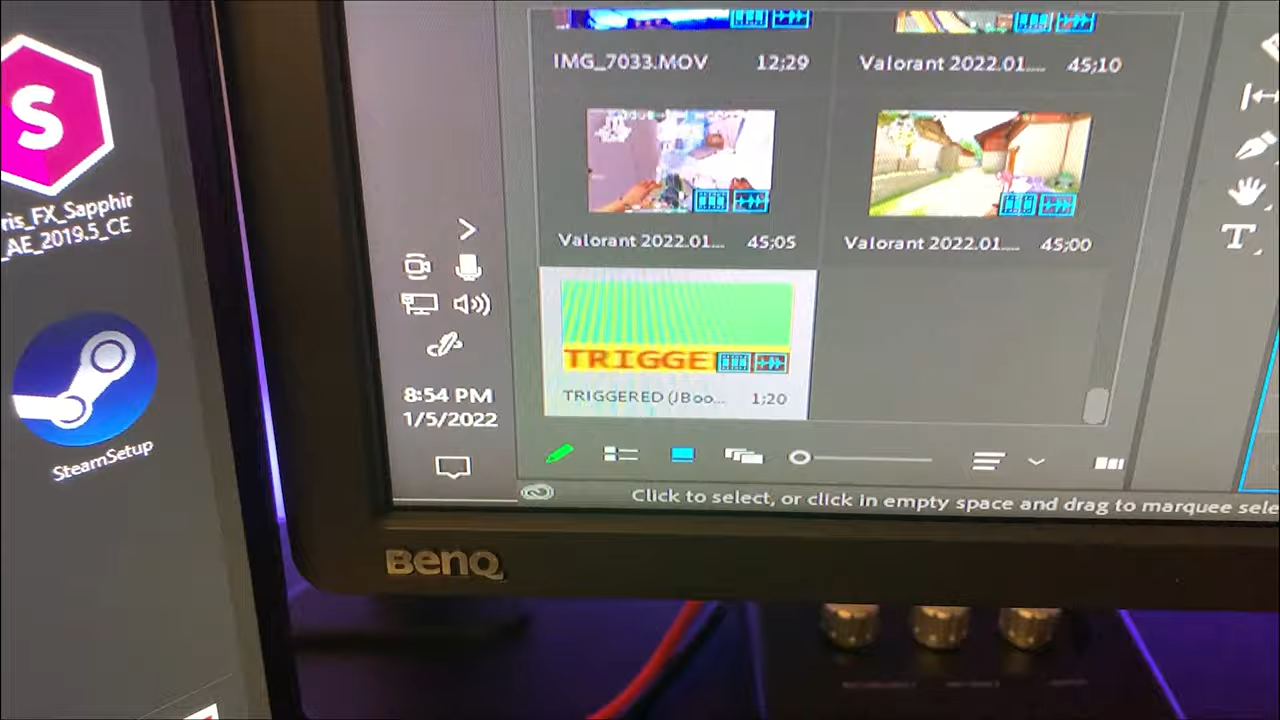 S
ris_FX_Sapphir
_AE_2019.5_CE
SteamSetup
IMG_7033.MOV 12;29
Valorant 2022.01.... 45;10
Valorant 2022.01.... 45;05
Valorant 2022.01.... 45;00
TRIGGE
TRIGGERED (JBoo... 1;20
8:54 PM
1/5/2022
T
Click to select, or click in empty space and drag to marquee sele
BenQ